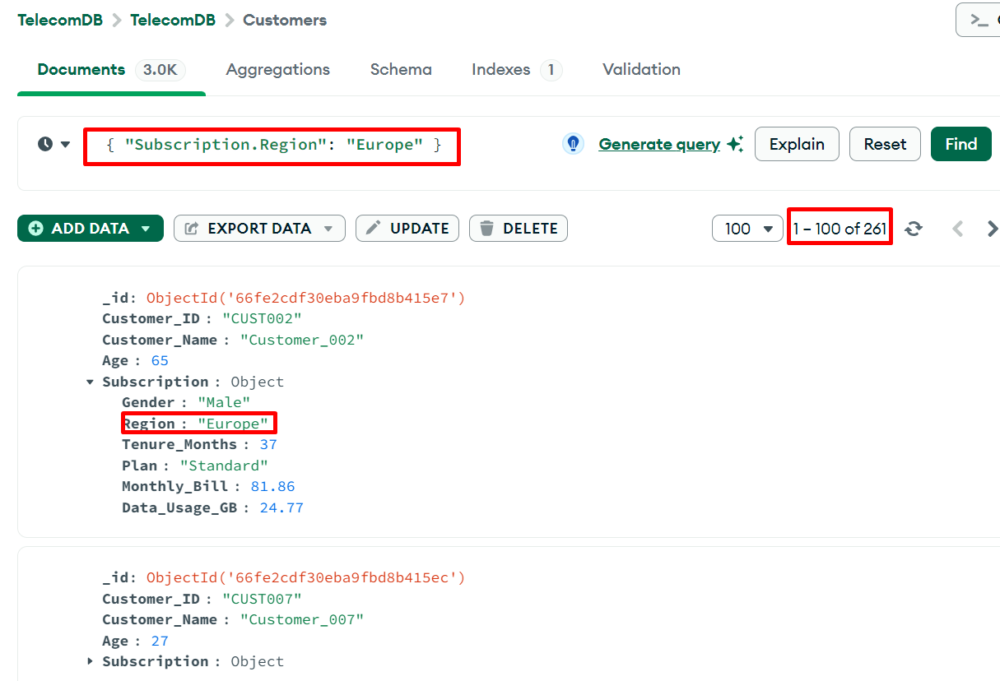 TelecomDB > TelecomDB > Customers
>_
Documents 3.0K Aggregations Schema Indexes 1 Validation
{ "Subscription.Region": "Europe" } Generate query Explain Reset Find
ADD DATA EXPORT DATA UPDATE DELETE 100 1 – 100 of 261
_id: ObjectId('66fe2cdf30eba9fbd8b415e7')
Customer_ID : "CUST002"
Customer_Name : "Customer_002"
Age : 65
Subscription : Object
Gender : "Male"
Region : "Europe"
Tenure_Months : 37
Plan : "Standard"
Monthly_Bill : 81.86
Data_Usage_GB : 24.77
_id: ObjectId('66fe2cdf30eba9fbd8b415ec')
Customer_ID : "CUST007"
Customer_Name : "Customer_007"
Age : 27
Subscription : Object